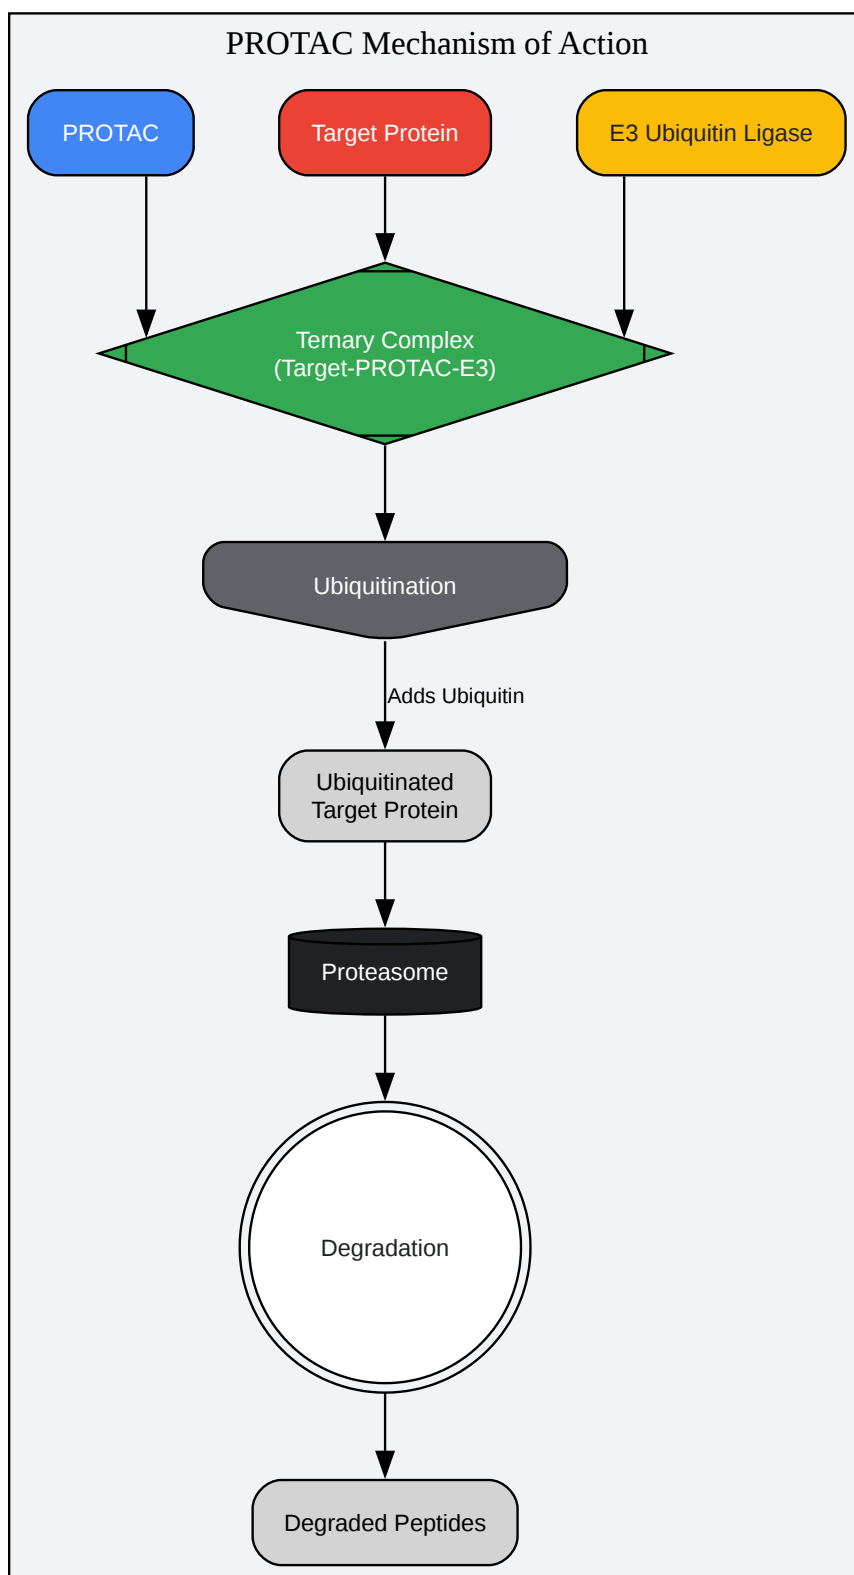 PROTAC Mechanism of Action
PROTAC
Target Protein
E3 Ubiquitin Ligase
Ternary Complex
(Target-PROTAC-E3)
Ubiquitination
Adds Ubiquitin
Ubiquitinated
Target Protein
Proteasome
Degradation
Degraded Peptides